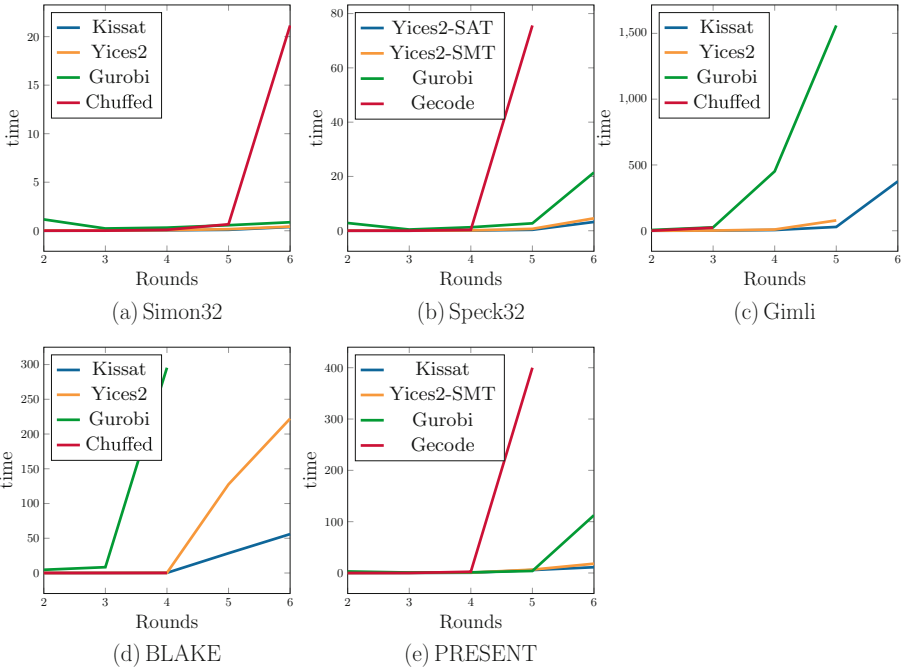 Kissat
Yices2
Gurobi
Chuffed
time
20
15
10
5
0
2 3 4 5 6
Rounds
(a) Simon32
Yices2-SAT
Yices2-SMT
Gurobi
Gecode
time
80
60
40
20
0
2 3 4 5 6
Rounds
(b) Speck32
Kissat
Yices2
Gurobi
Chuffed
time
1,500
1,000
500
0
2 3 4 5 6
Rounds
(c) Gimli
Kissat
Yices2
Gurobi
Chuffed
time
300
250
200
150
100
50
0
2 3 4 5 6
Rounds
(d) BLAKE
Kissat
Yices2-SMT
Gurobi
Gecode
time
400
300
200
100
0
2 3 4 5 6
Rounds
(e) PRESENT